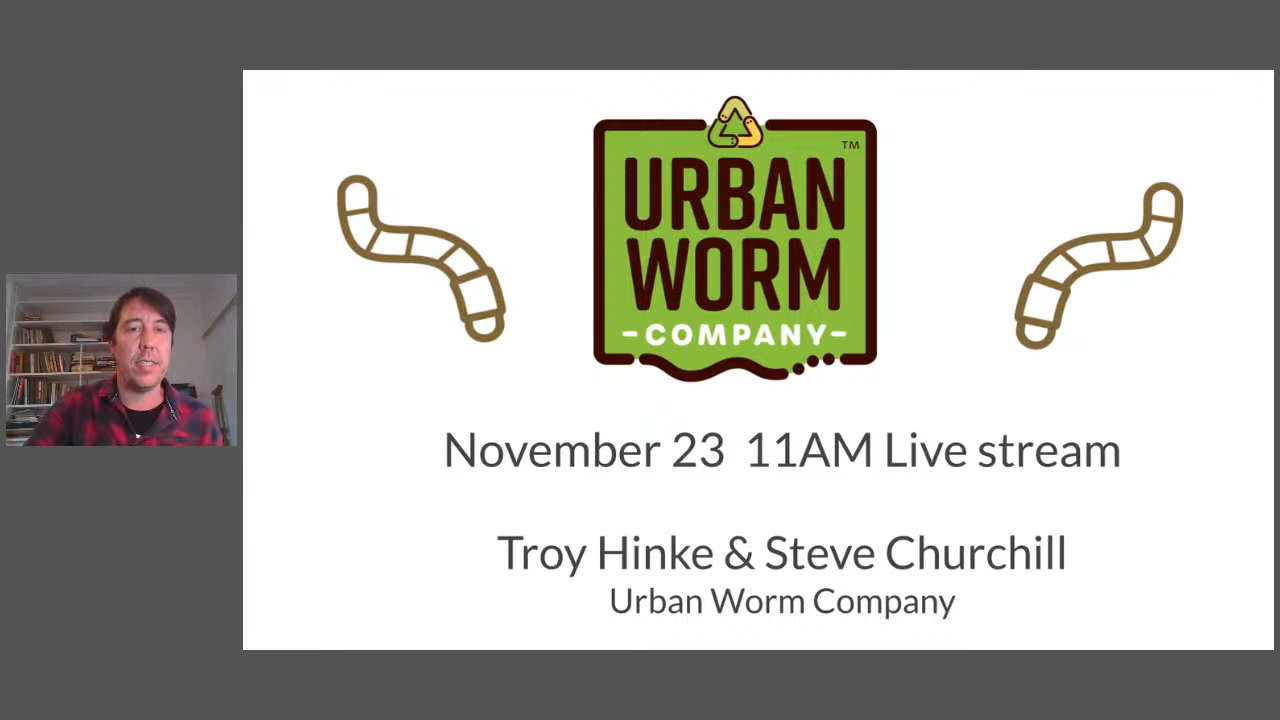 ™
URBAN
WORM
-COMPANY-
November 23 11AM Live stream
Troy Hinke & Steve Churchill
Urban Worm Company